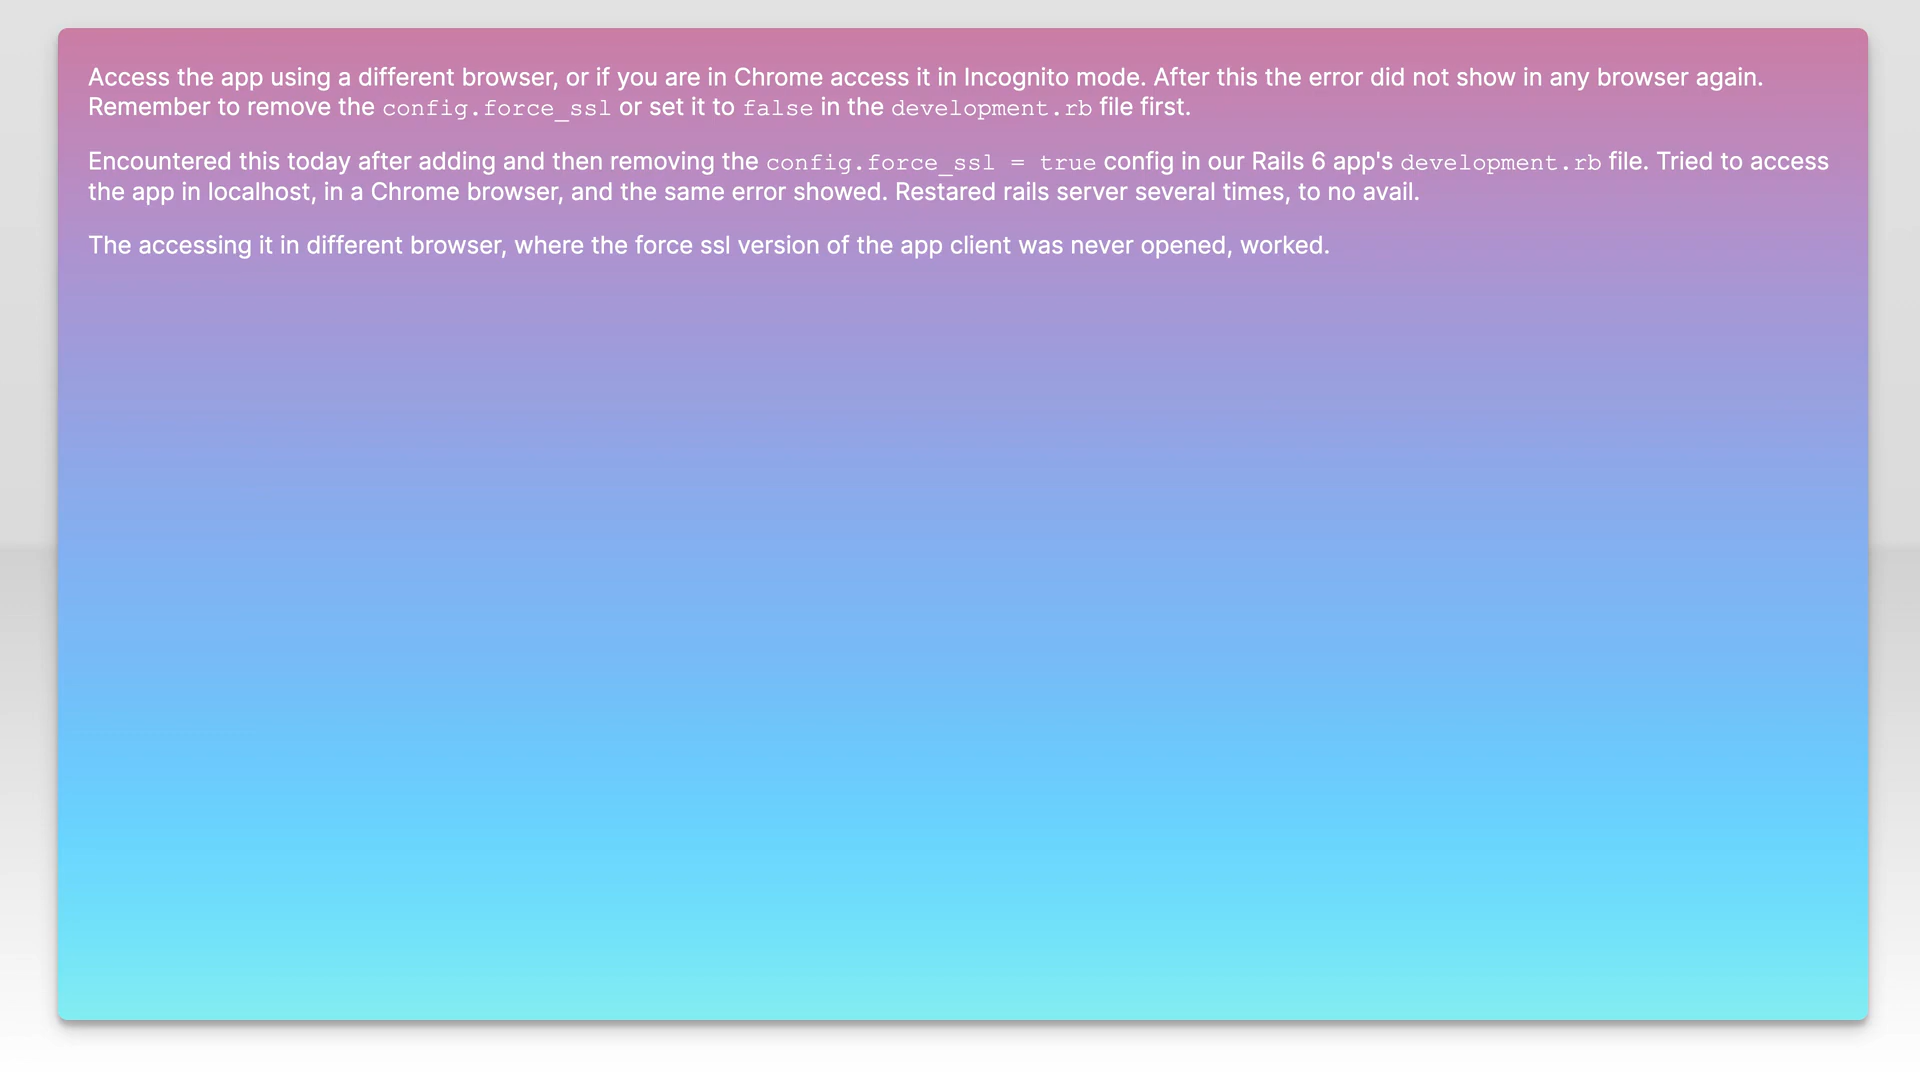 Access the app using a different browser, or if you are in Chrome access it in Incognito mode. After this the error did not show in any browser again.
Remember to remove the config.force_ssl or set it to false in the development.rb file first.
Encountered this today after adding and then removing the config.force_ssl = true config in our Rails 6 app's development.rb file. Tried to access
the app in localhost, in a Chrome browser, and the same error showed. Restared rails server several times, to no avail.
The accessing it in different browser, where the force ssl version of the app client was never opened, worked.